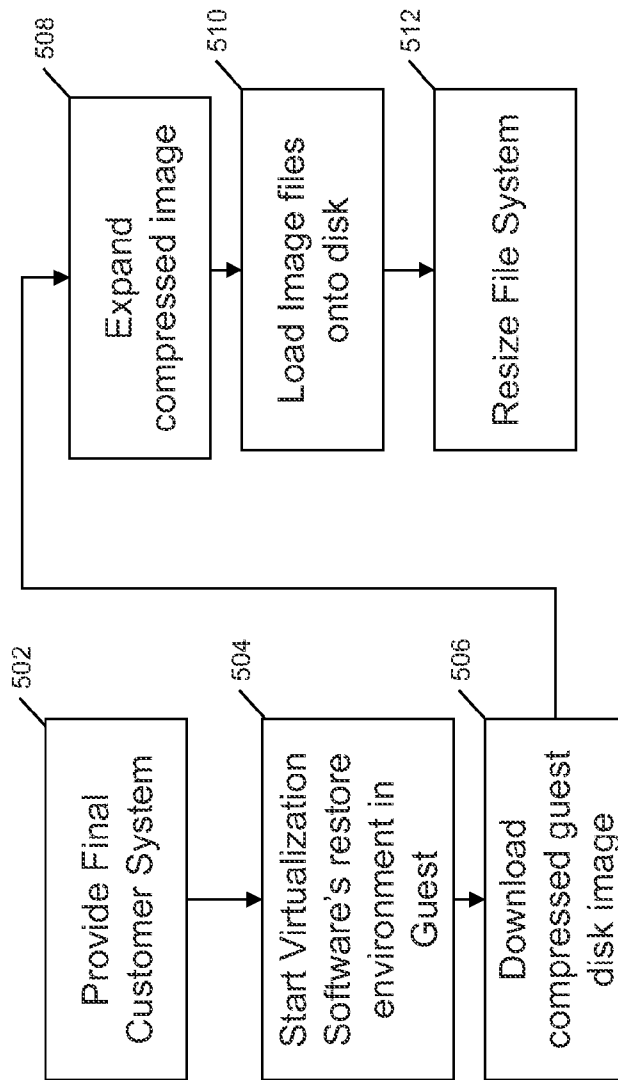 502
Provide Final
Customer System
504
Start Virtualization
Software's restore
environment in
Guest
506
Download
compressed guest
disk image
508
Expand
compressed image
510
Load Image files
onto disk
512
Resize File System